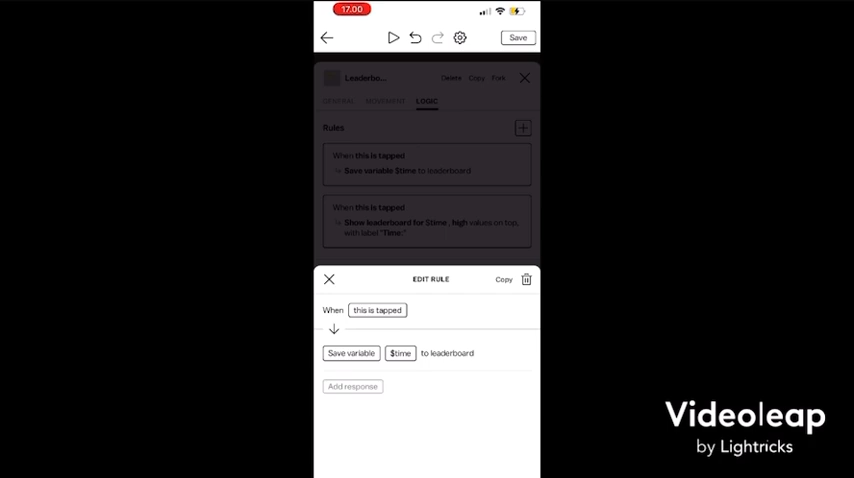 17.00
Save
Leaderbo...
Delete Copy Fork
GENERAL MOVEMENT LOGIC
Rules
When this is tapped
Save variable $time to leaderboard
When this is tapped
Show leaderboard for $time , high values on top,
with label "Time:"
EDIT RULE
Copy
When this is tapped
Save variable $time to leaderboard
Add response
Videoleap
by Lightricks